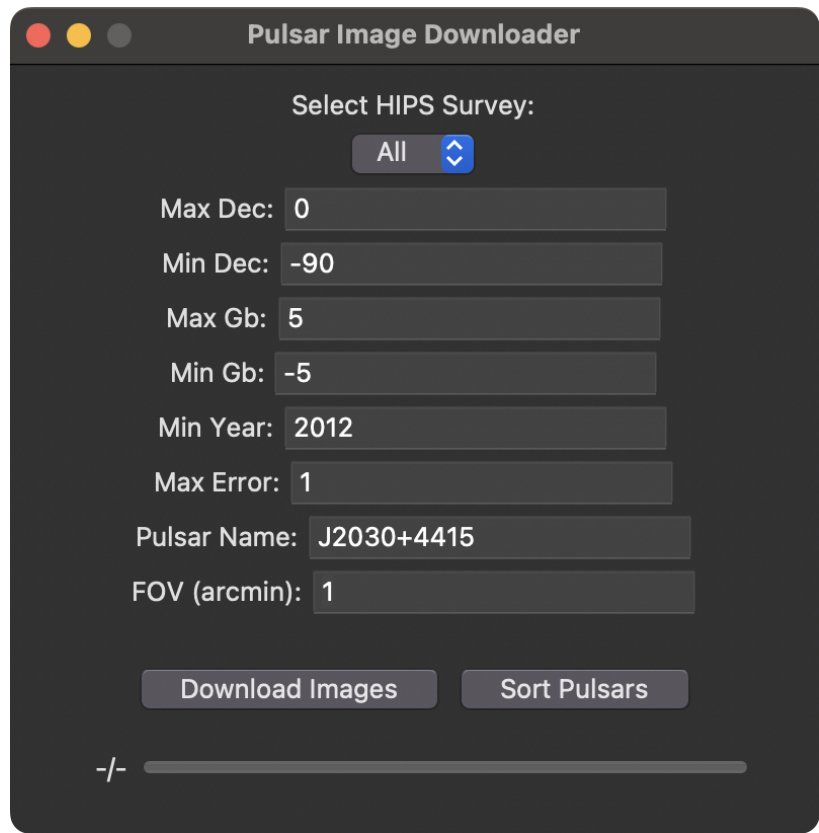 Pulsar Image Downloader
Select HIPS Survey:
All
Max Dec: 0
Min Dec: -90
Max Gb: 5
Min Gb: -5
Min Year: 2012
Max Error: 1
Pulsar Name: J2030+4415
FOV (arcmin): 1
Download Images Sort Pulsars
-/-